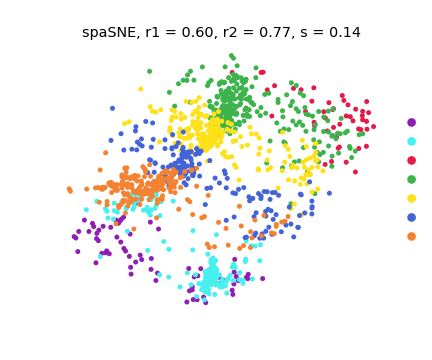 spaSNE, r1 = 0.60, r2 = 0.77, s = 0.14